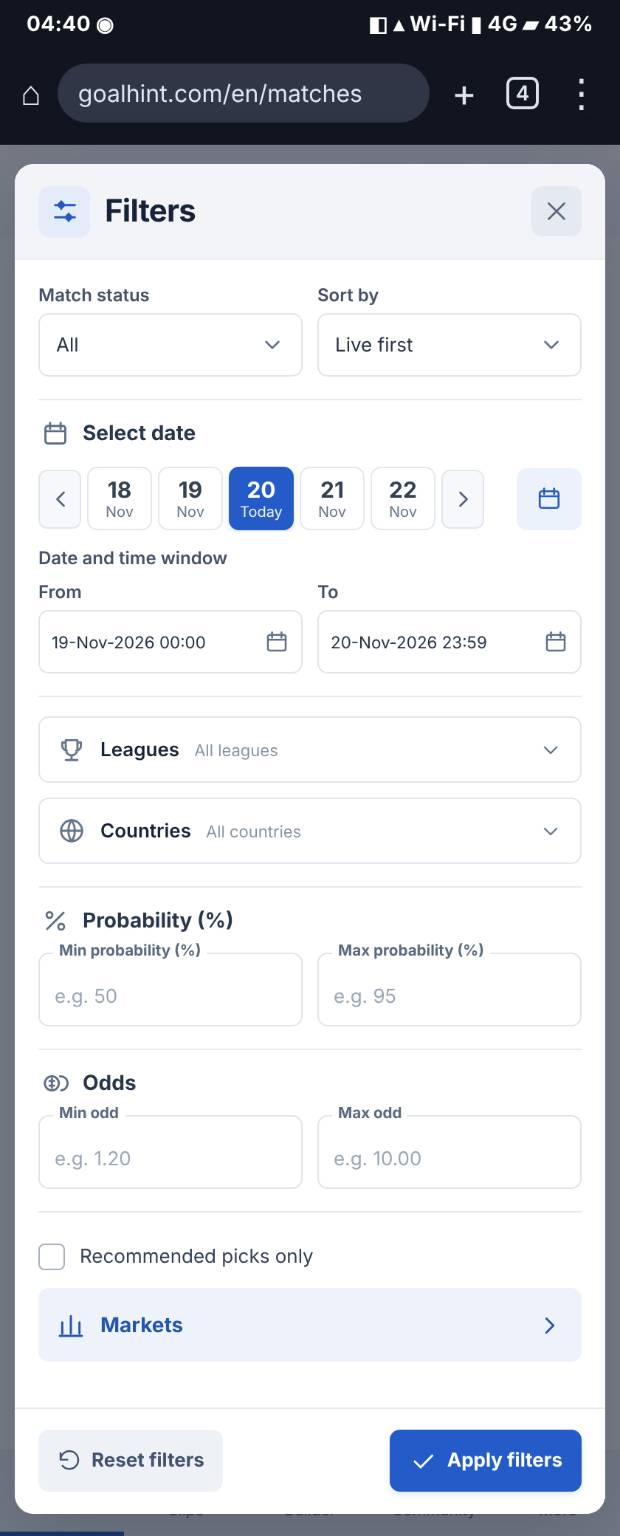 04:40 Wi-Fi 4G 43%
goalhint.com/en/matches 4
Filters
Match status Sort by
All Live first
Select date
18 19 20 21 22
Nov Nov Today Nov Nov
Date and time window
From To
19-Nov-2026 00:00 20-Nov-2026 23:59
Leagues All leagues
Countries All countries
Probability (%)
Min probability (%) Max probability (%)
e.g. 50 e.g. 95
Odds
Min odd Max odd
e.g. 1.20 e.g. 10.00
Recommended picks only
Markets
Reset filters Apply filters